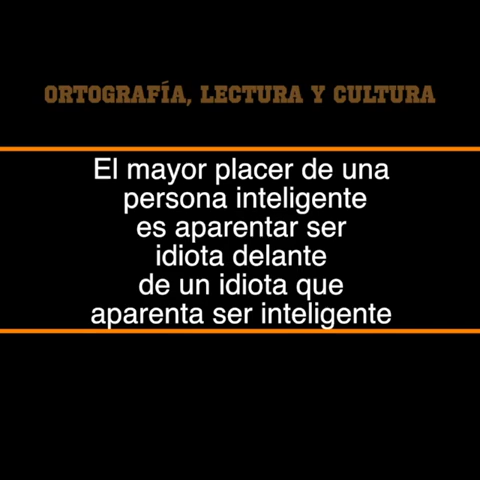 ORTOGRAFÍA, LECTURA Y CULTURA
El mayor placer de una
persona inteligente
es aparentar ser
idiota delante
de un idiota que
aparenta ser inteligente